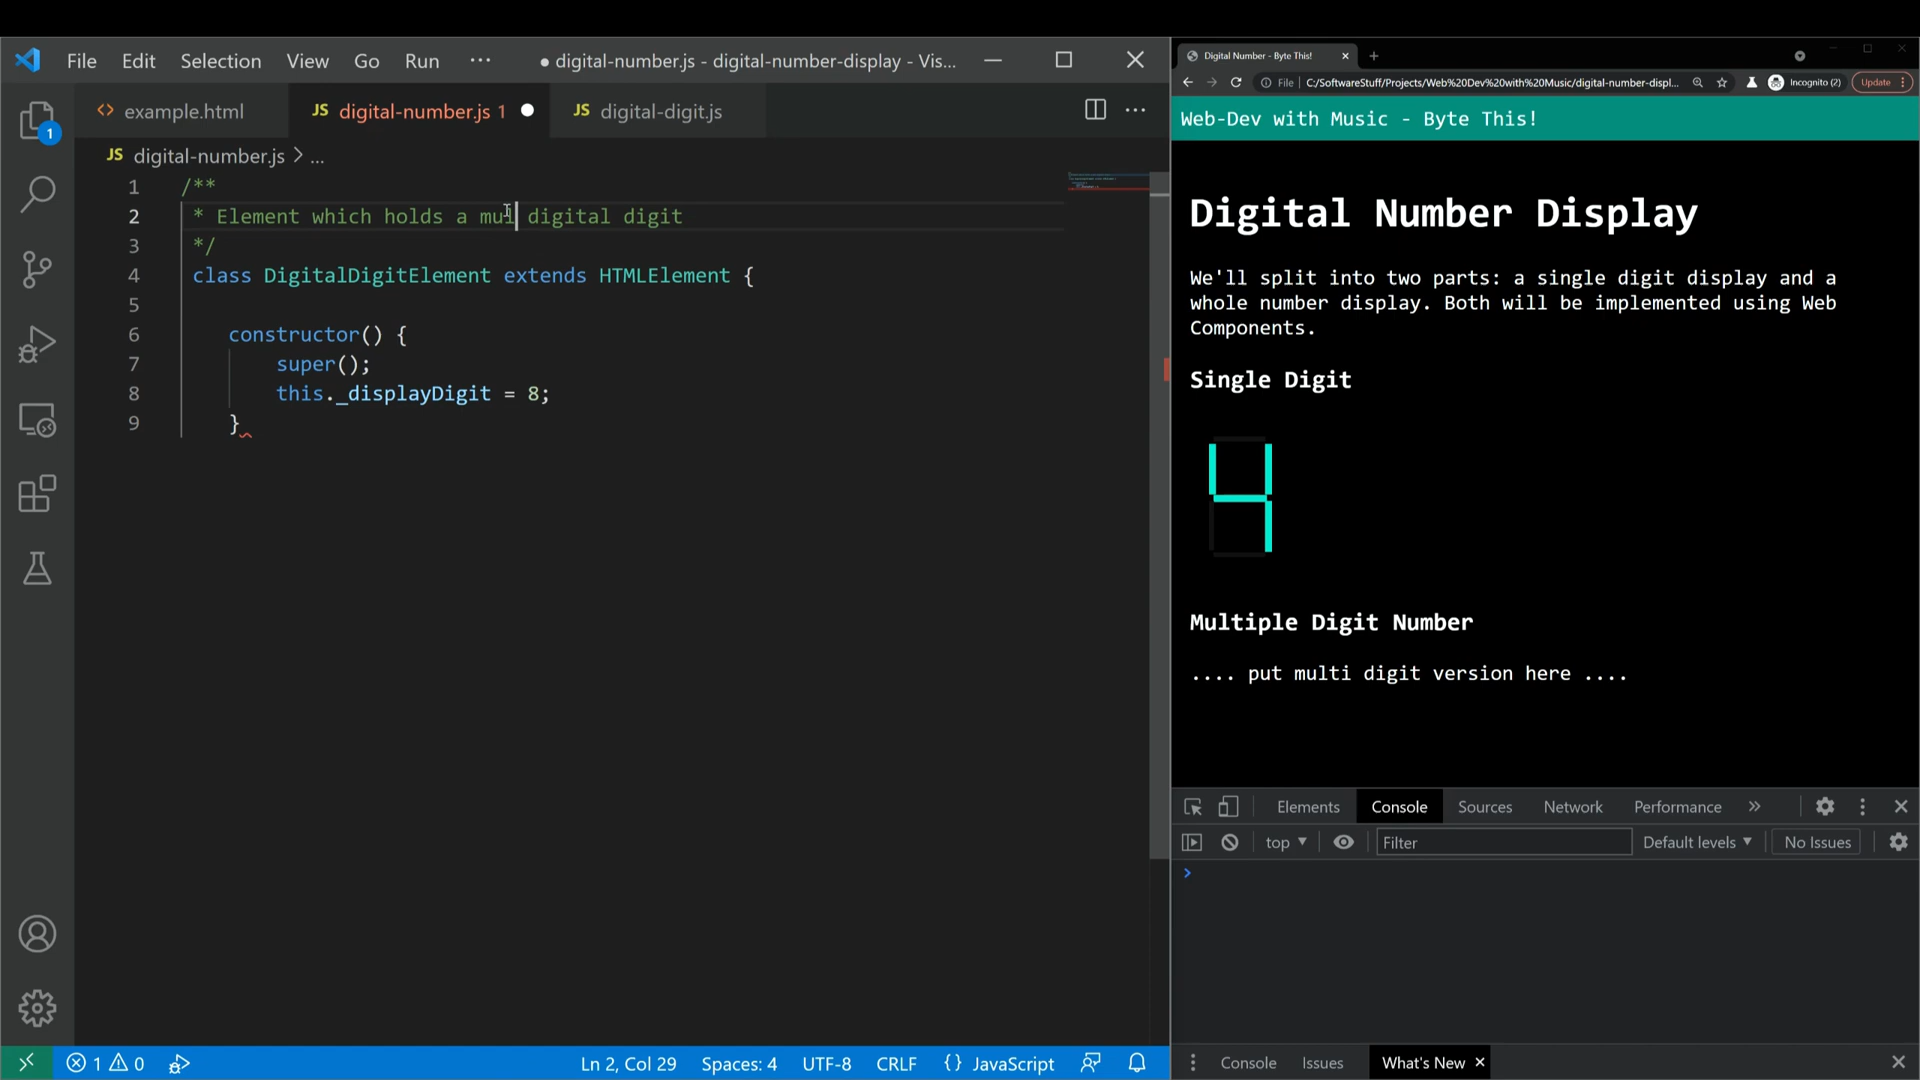 File Edit Selection View Go Run ··· ● digital-number.js - digital-number-display - Vis...
1
<> example.html
JS digital-number.js 1 ●
JS digital-digit.js
JS digital-number.js > ...
1 /**
2 * Element which holds a mul digital digit
3 */
4 class DigitalDigitElement extends HTMLElement {
5
6 constructor() {
7 super();
8 this._displayDigit = 8;
9 }
1 0
Ln 2, Col 29 Spaces: 4 UTF-8 CRLF {} JavaScript
Digital Number - Byte This!
File C:/SoftwareStuff/Projects/Web%20Dev%20with%20Music/digital-number-displ... Incognito (2) Update
Web-Dev with Music - Byte This!
Digital Number Display
We'll split into two parts: a single digit display and a
whole number display. Both will be implemented using Web
Components.
Single Digit
4
Multiple Digit Number
.... put multi digit version here ....
Elements Console Sources Network Performance »
top ▼ Filter Default levels ▼ No Issues
>
Console Issues What's New ×